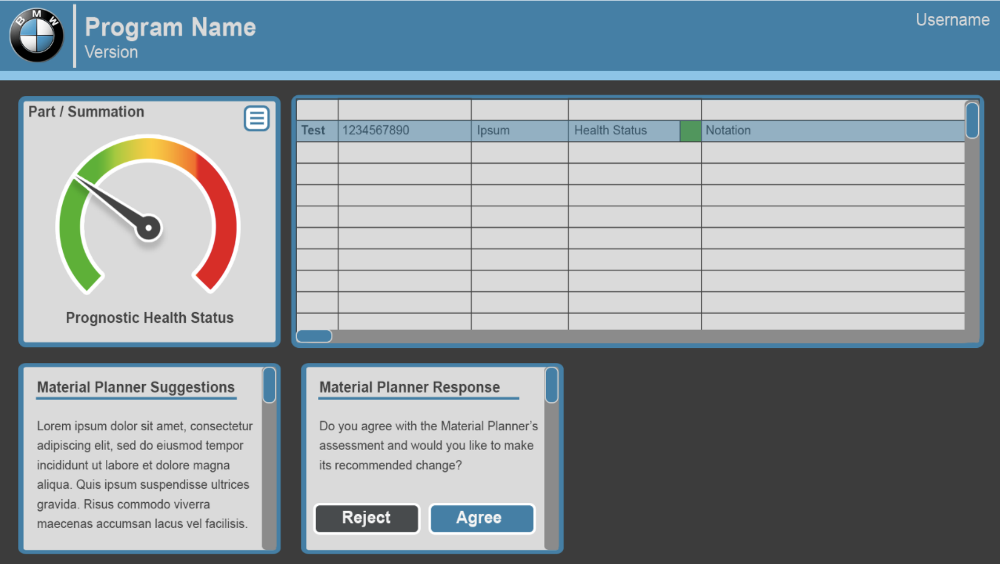 BMW
Program Name
Version
Username
Part / Summation
Prognostic Health Status
Test 1234567890 Ipsum Health Status Notation
Material Planner Suggestions
Lorem ipsum dolor sit amet, consectetur
adipiscing elit, sed do eiusmod tempor
incididunt ut labore et dolore magna
aliqua. Quis ipsum suspendisse ultrices
gravida. Risus commodo viverra
maecenas accumsan lacus vel facilisis.
Material Planner Response
Do you agree with the Material Planner’s
assessment and would you like to make
its recommended change?
Reject Agree